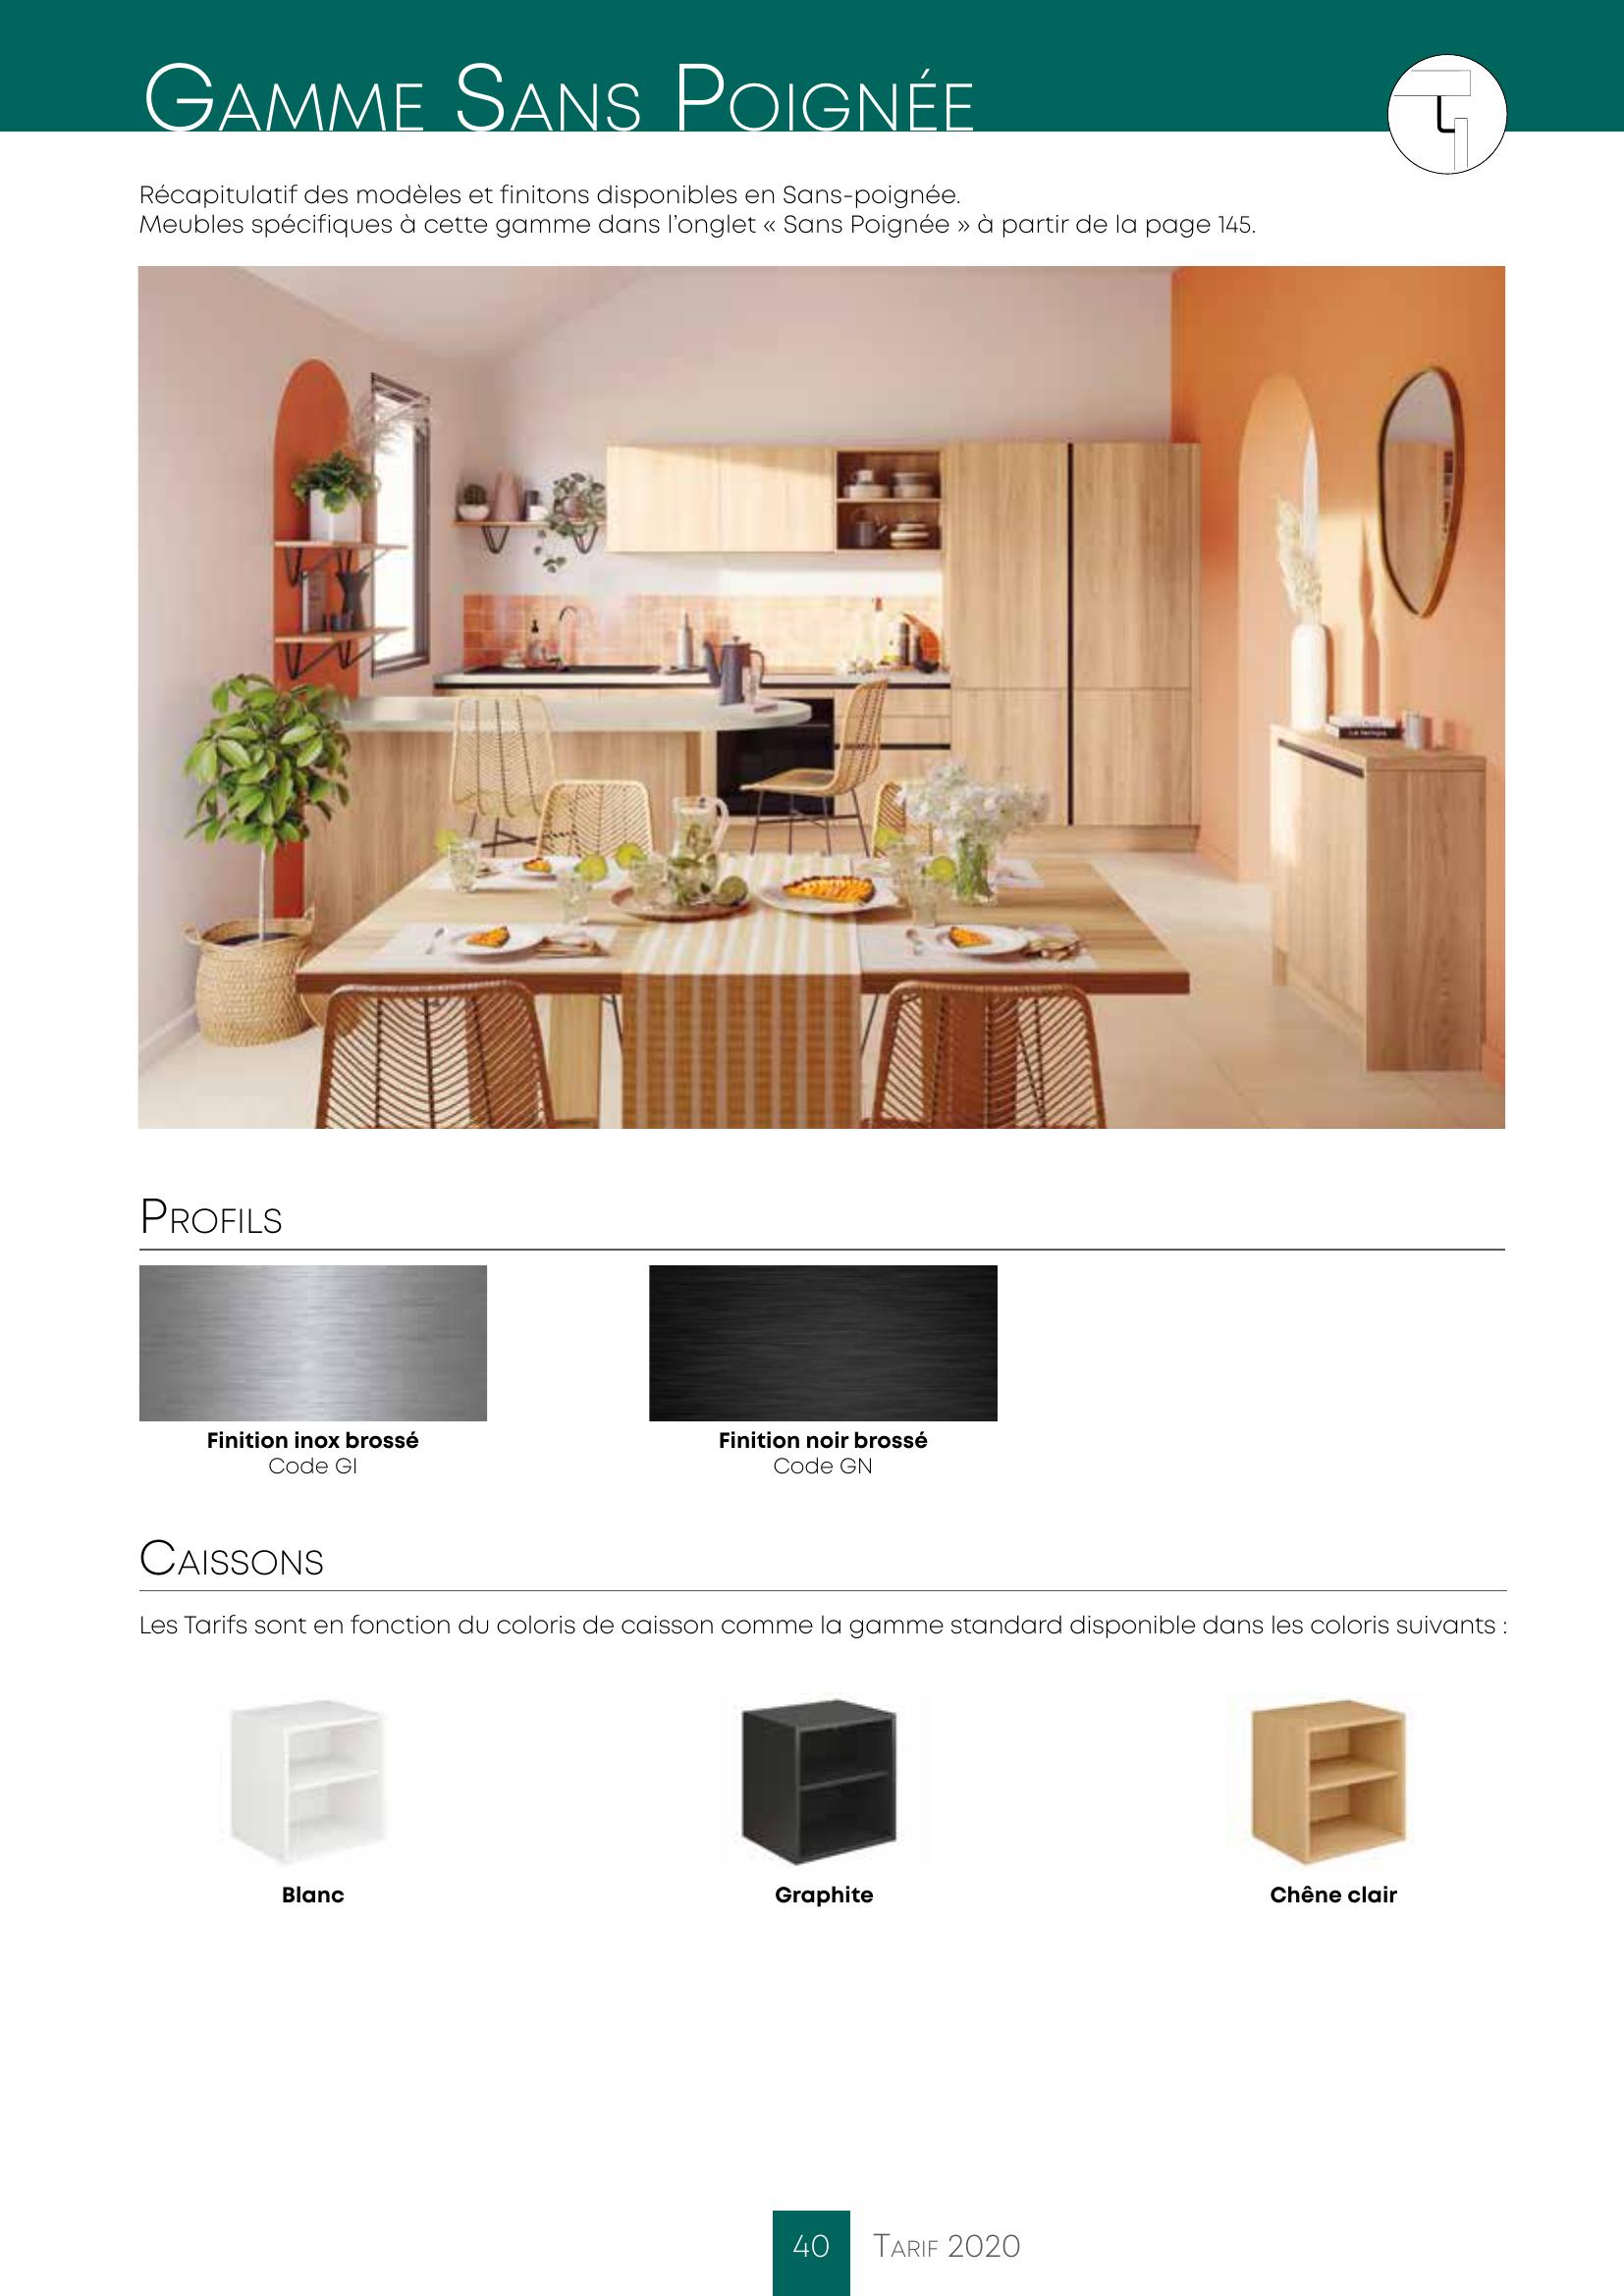 Gamme Sans Poignée
Récapitulatif des modèles et finitons disponibles en Sans-poignée.
Meubles spécifiques à cette gamme dans l’onglet « Sans Poignée » à partir de la page 145.
Profils
Finition inox brossé
Code GI
Finition noir brossé
Code GN
Caissons
Les Tarifs sont en fonction du coloris de caisson comme la gamme standard disponible dans les coloris suivants :
Blanc
Graphite
Chêne clair
40 Tarif 2020